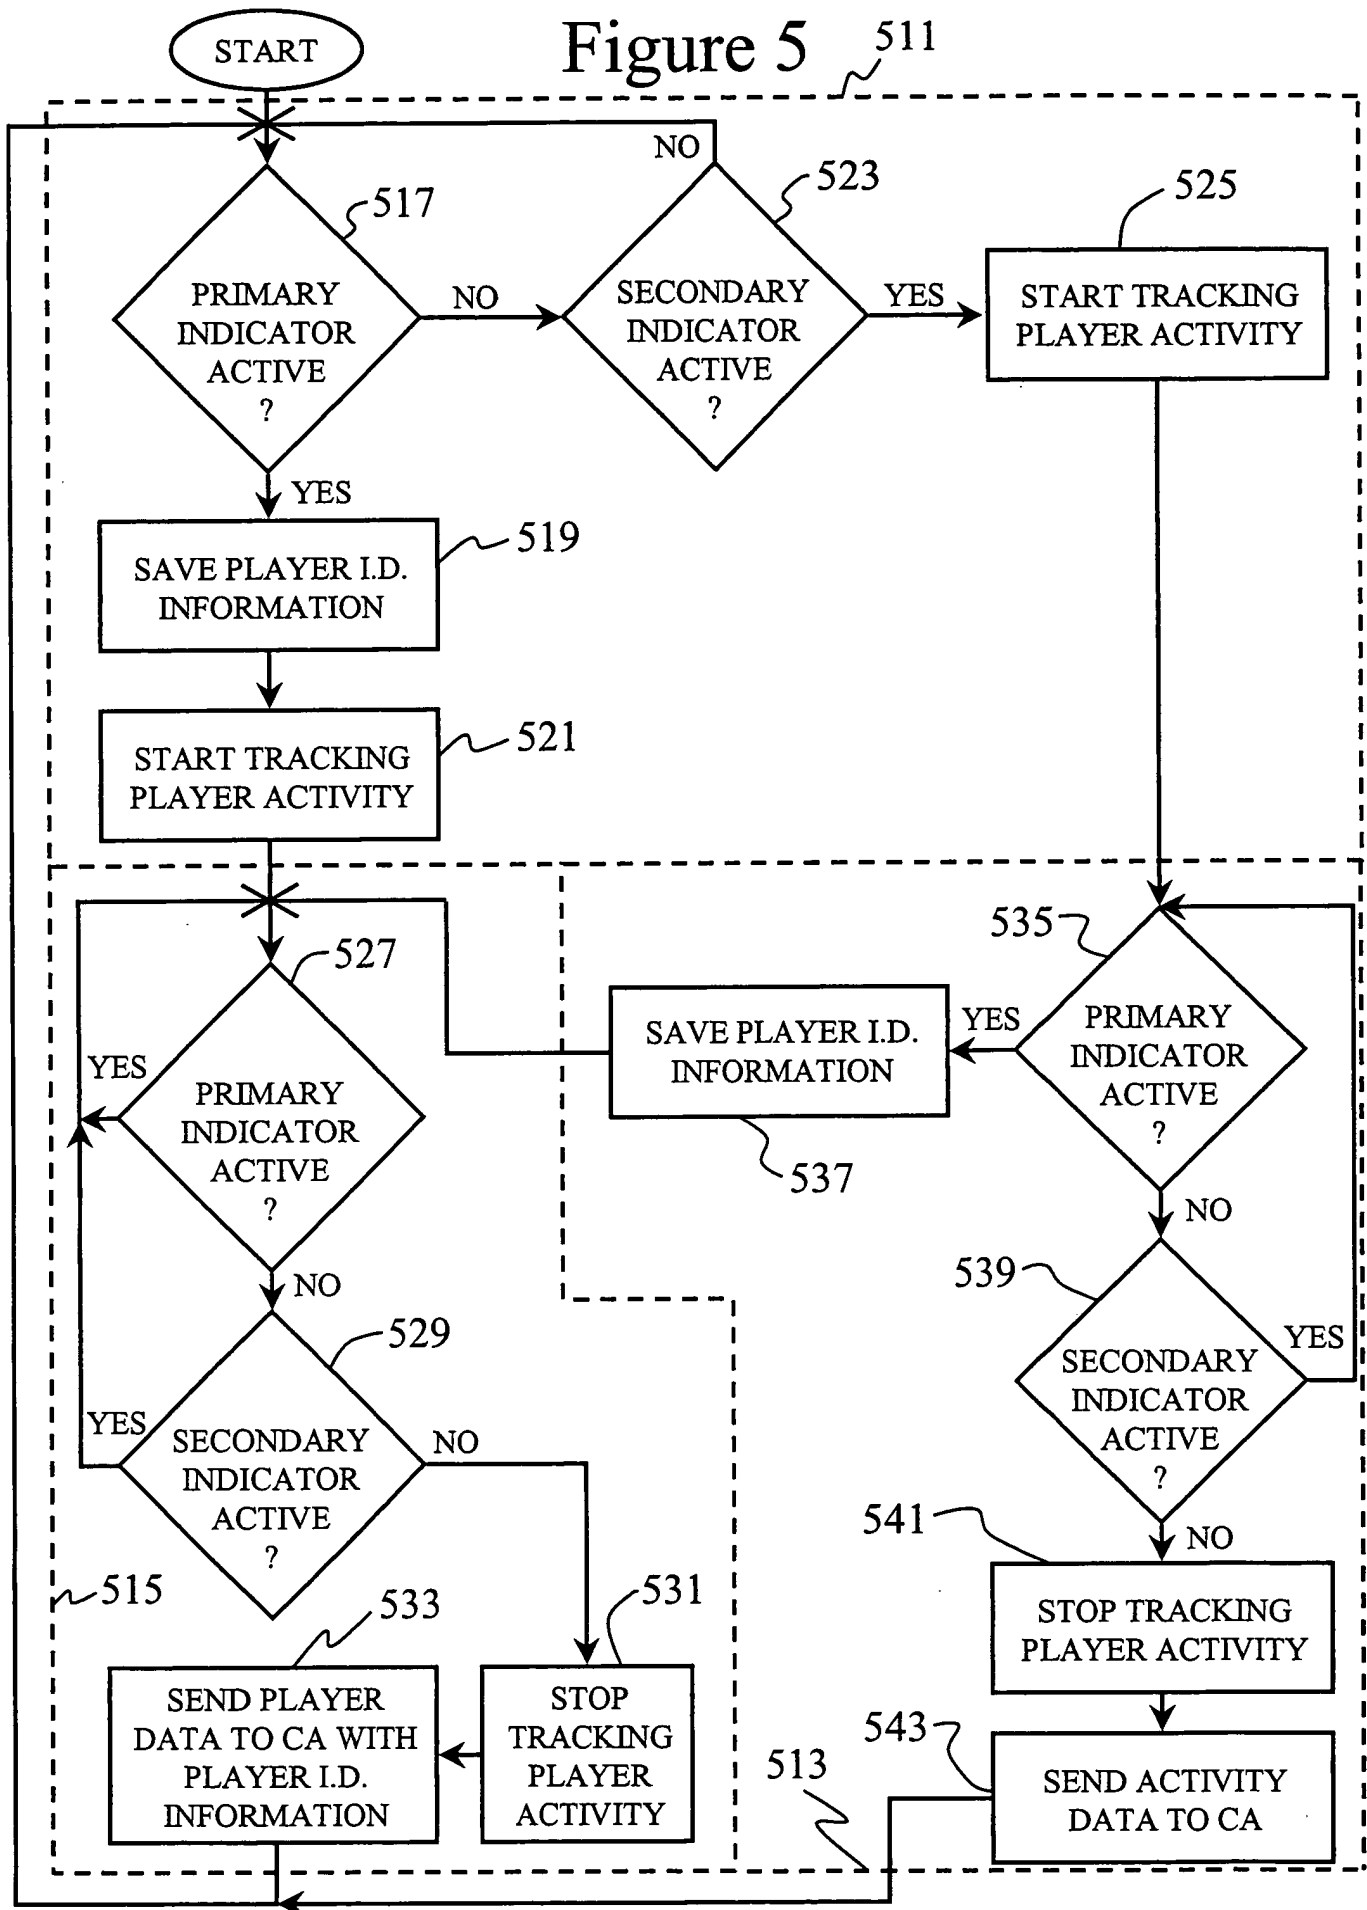 START
Figure 5
511
NO
517
523
525
PRIMARY
INDICATOR
ACTIVE
?
NO
SECONDARY
INDICATOR
ACTIVE
?
YES
START TRACKING
PLAYER ACTIVITY
YES
519
SAVE PLAYER I.D.
INFORMATION
521
START TRACKING
PLAYER ACTIVITY
527
535
YES
PRIMARY
INDICATOR
ACTIVE
?
SAVE PLAYER I.D.
INFORMATION
537
YES
PRIMARY
INDICATOR
ACTIVE
?
NO
NO
529
539
YES
SECONDARY
INDICATOR
ACTIVE
?
NO
SECONDARY
INDICATOR
ACTIVE
?
YES
NO
541
515
533
531
STOP TRACKING
PLAYER ACTIVITY
SEND PLAYER
DATA TO CA WITH
PLAYER I.D.
INFORMATION
STOP
TRACKING
PLAYER
ACTIVITY
543
513
SEND ACTIVITY
DATA TO CA